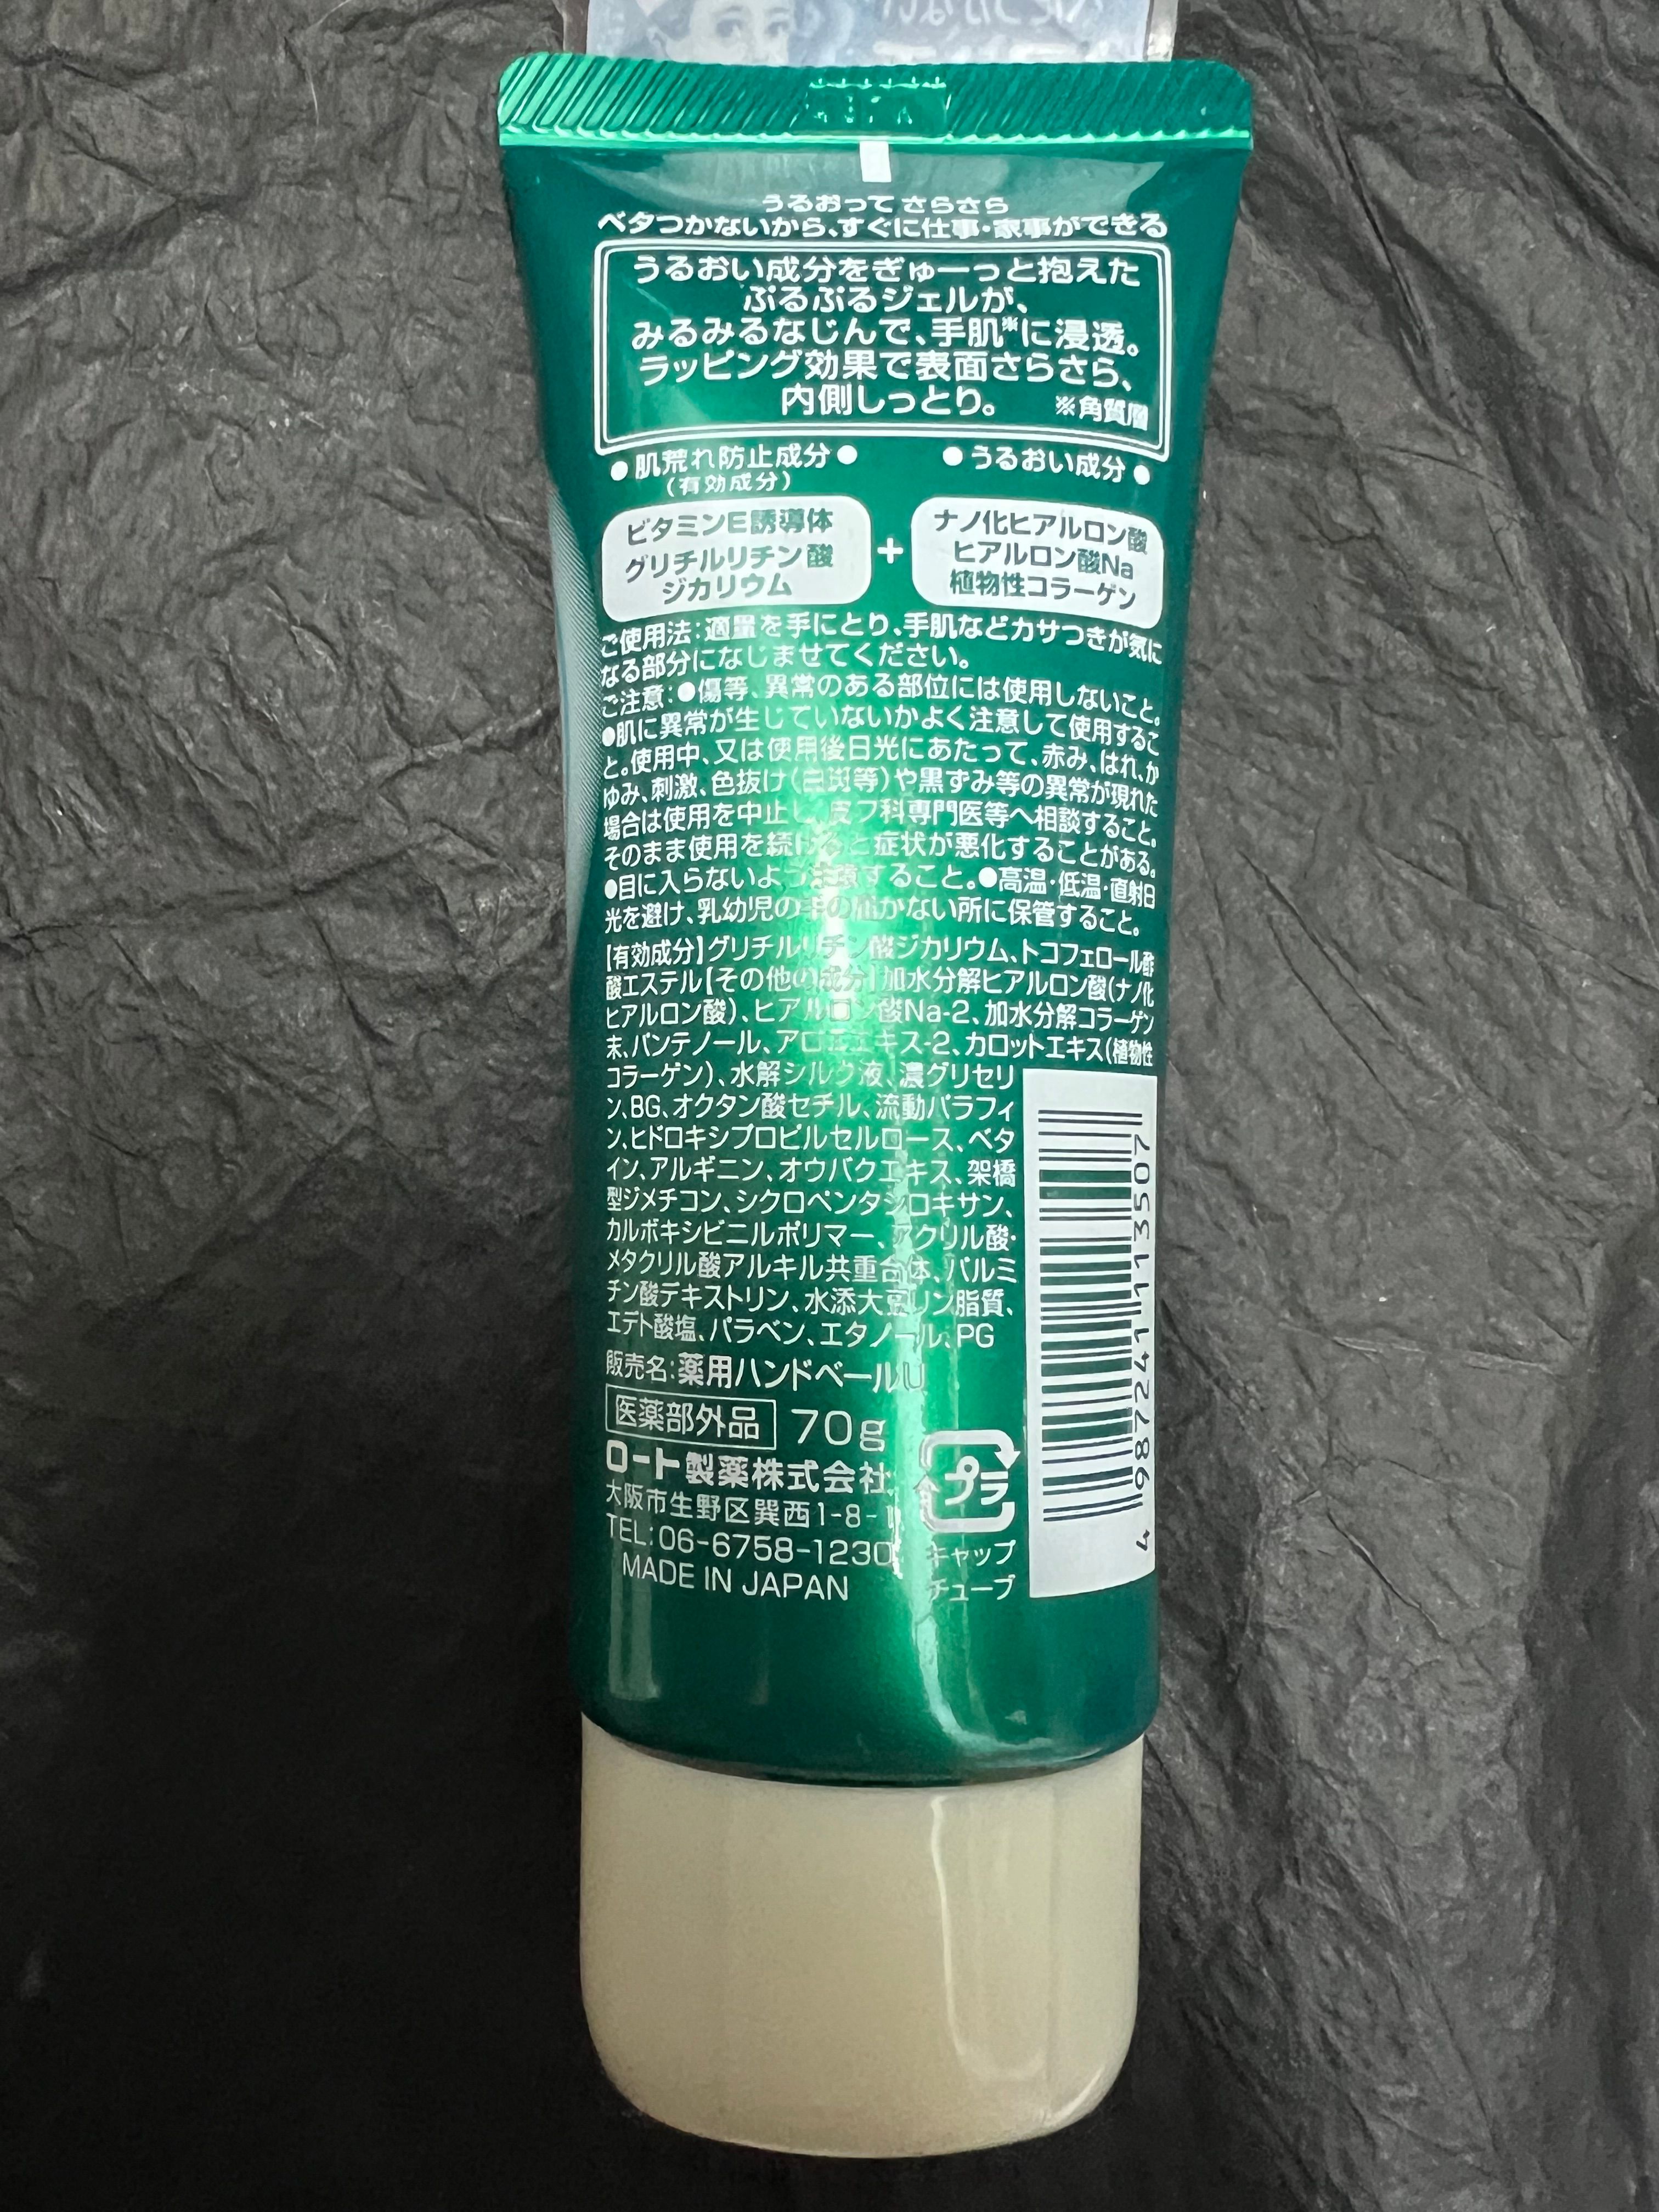 べたつかない
うるおって さらさら
ベタつかないから、すぐに仕事・家事ができる
うるおい成分をぎゅーっと抱えた
ぷるぷるジェルが、
みるみるなじんで、手肌※に浸透。
ラッピング効果で表面さらさら、
内側しっとり。 ※角質層
●肌荒れ防止成分● ●うるおい成分●
(有効成分)
ビタミンE誘導体
グリチルリチン酸
ジカリウム
+
ナノ化ヒアルロン酸
ヒアルロン酸Na
植物性コラーゲン
ご使用法:適量を手にとり、手肌などカサつきが気に
なる部分になじませてください。
ご注意:●傷等、異常のある部位には使用しないこと。
●肌に異常が生じていないかよく注意して使用するこ
と。使用中、又は使用後日光にあたって、赤み、はれ、か
ゆみ、刺激、色抜け(白斑等)や黒ずみ等の異常が現れた
場合は使用を中止し、皮フ科専門医等へ相談すること。
そのまま使用を続けると症状が悪化することがある。
●目に入らないよう注意すること。●高温・低温・直射日
光を避け、乳幼児の手の届かない所に保管すること。
【有効成分】グリチルリチン酸ジカリウム、トコフェロール酢
酸エステル【その他の成分】加水分解ヒアルロン酸(ナノ化
ヒアルロン酸)、ヒアルロン酸Na-2、加水分解コラーゲン
末、パンテノール、アロエエキス-2、カロットエキス(植物性
コラーゲン)、水解シルク液、濃グリセリ
ン、BG、オクタン酸セチル、流動パラフィ
ン、ヒドロキシプロピルセルロース、ベタ
イン、アルギニン、オウバクエキス、架橋
型ジメチコン、シクロペンタシロキサン、
カルボキシビニルポリマー、アクリル酸・
メタクリル酸アルキル共重合体、パルミ
チン酸デキストリン、水添大豆リン脂質、
エデト酸塩、パラベン、エタノール、PG
販売名:薬用ハンドベールU
医薬部外品 70g
ロート製薬株式会社
大阪市生野区巽西1-8-1
TEL:06-6758-1230
MADE IN JAPAN
プラ
キャップ
チューブ
4 987241 113507